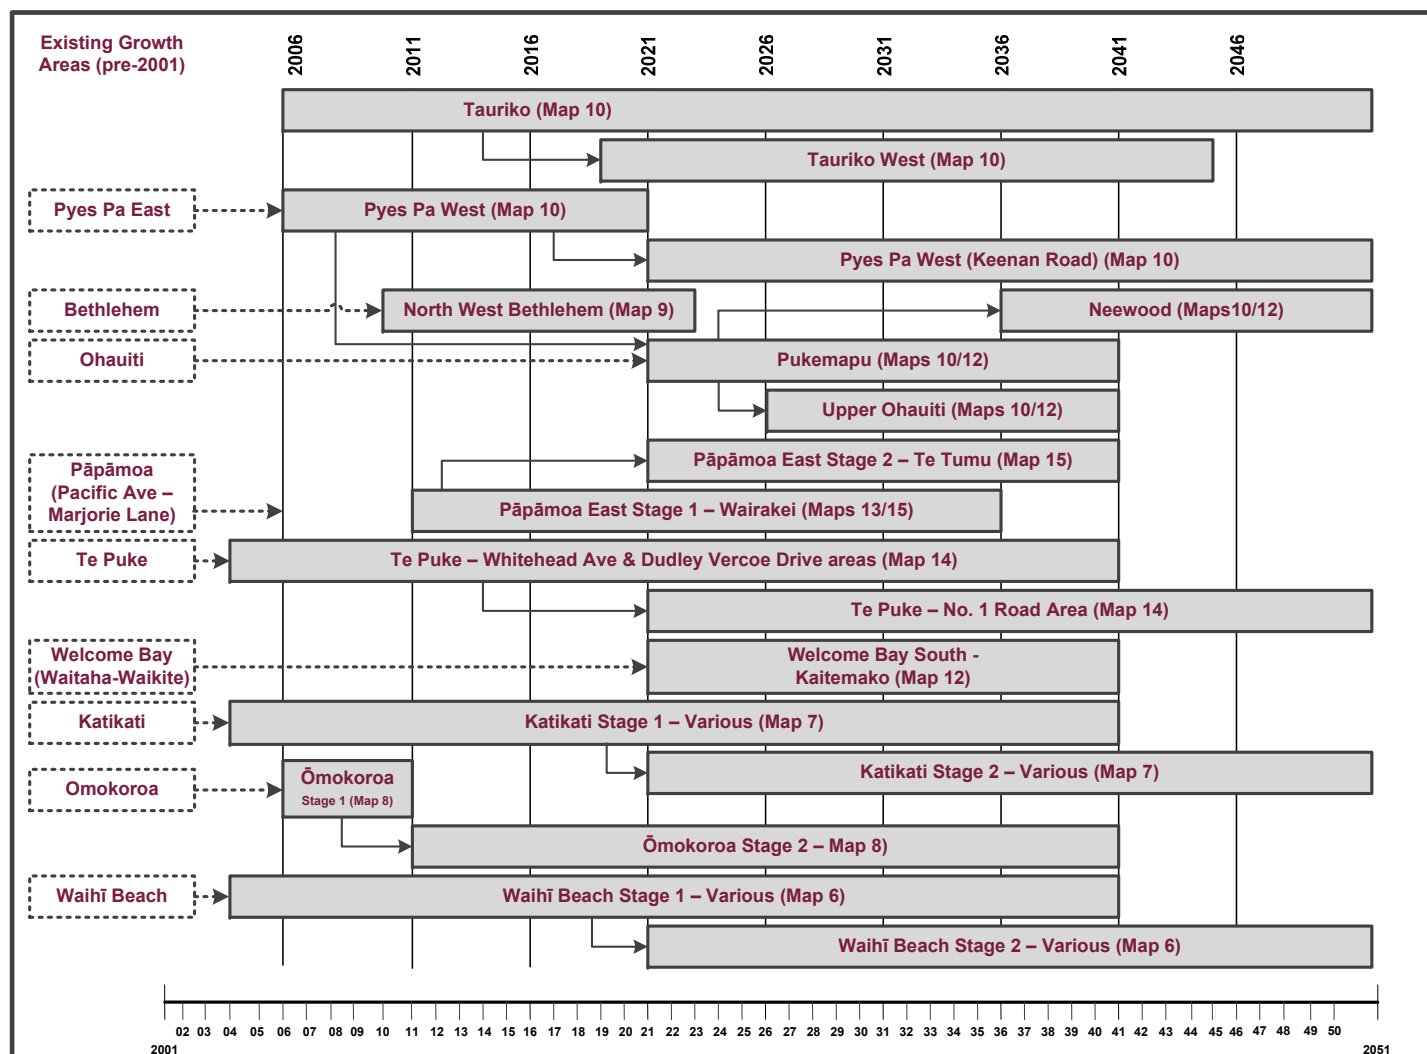 Existing Growth
Areas (pre-2001)
2006
2011
2016
2021
2026
2031
2036
2041
2046
Tauriko (Map 10)
Tauriko West (Map 10)
Pyes Pa East
Pyes Pa West (Map 10)
Pyes Pa West (Keenan Road) (Map 10)
Bethlehem
North West Bethlehem (Map 9)
Neewood (Maps10/12)
Ohauiti
Pukemapu (Maps 10/12)
Upper Ohauiti (Maps 10/12)
Pāpāmoa East Stage 2 – Te Tumu (Map 15)
Pāpāmoa
(Pacific Ave –
Marjorie Lane)
Pāpāmoa East Stage 1 – Wairakei (Maps 13/15)
Te Puke
Te Puke – Whitehead Ave & Dudley Vercoe Drive areas (Map 14)
Te Puke – No. 1 Road Area (Map 14)
Welcome Bay
(Waitaha-Waikite)
Welcome Bay South -
Kaitemako (Map 12)
Katikati
Katikati Stage 1 – Various (Map 7)
Katikati Stage 2 – Various (Map 7)
Omokoroa
Ōmokoroa
Stage 1 (Map 8)
Ōmokoroa Stage 2 – Map 8)
Waihī Beach
Waihī Beach Stage 1 – Various (Map 6)
Waihī Beach Stage 2 – Various (Map 6)
02 03 04 05 06 07 08 09 10 11 12 13 14 15 16 17 18 19 20 21 22 23 24 25 26 27 28 29 30 31 32 33 34 35 36 37 38 39 40 41 42 43 44 45 46 47 48 49 50
2001 2051